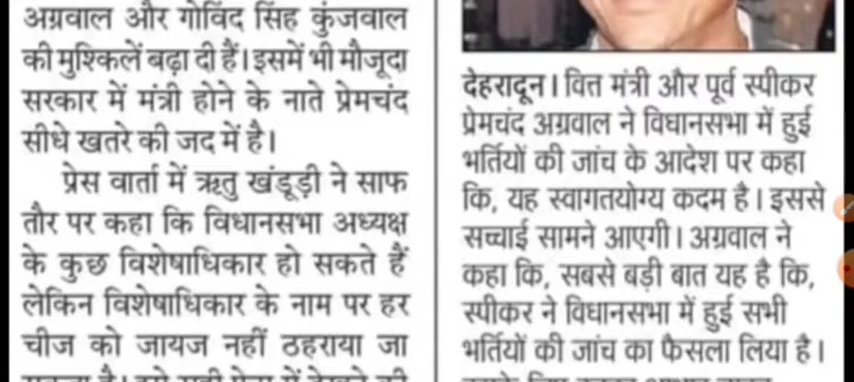 अग्रवाल और गोविंद सिंह कुंजवाल
की मुश्किलें बढ़ा दी हैं। इसमें भी मौजूदा
सरकार में मंत्री होने के नाते प्रेमचंद
सीधे खतरे की जद में है।
प्रेस वार्ता में ऋतु खंडूड़ी ने साफ
तौर पर कहा कि विधानसभा अध्यक्ष
के कुछ विशेषाधिकार हो सकते हैं
लेकिन विशेषाधिकार के नाम पर हर
चीज को जायज नहीं ठहराया जा
देहरादून। वित्त मंत्री और पूर्व स्पीकर
प्रेमचंद अग्रवाल ने विधानसभा में हुई
भर्तियों की जांच के आदेश पर कहा
कि, यह स्वागतयोग्य कदम है। इससे
सच्चाई सामने आएगी। अग्रवाल ने
कहा कि, सबसे बड़ी बात यह है कि,
स्पीकर ने विधानसभा में हुई सभी
भर्तियों की जांच का फैसला लिया है।